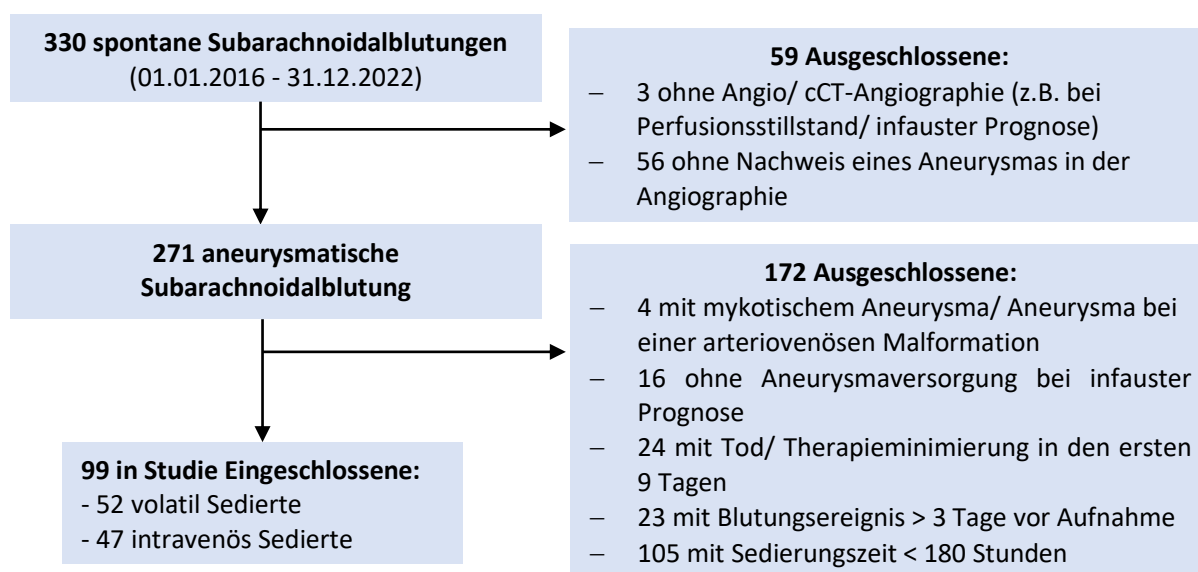 330 spontane Subarachnoidalblutungen
(01.01.2016 - 31.12.2022)
59 Ausgeschlossene:
– 3 ohne Angio/ cCT-Angiographie (z.B. bei
Perfusionsstillstand/ infauster Prognose)
– 56 ohne Nachweis eines Aneurysmas in der
Angiographie
271 aneurysmatische
Subarachnoidalblutung
172 Ausgeschlossene:
– 4 mit mykotischem Aneurysma/ Aneurysma bei
einer arteriovenösen Malformation
– 16 ohne Aneurysmaversorgung bei infauster
Prognose
– 24 mit Tod/ Therapieminimierung in den ersten
9 Tagen
– 23 mit Blutungsereignis > 3 Tage vor Aufnahme
– 105 mit Sedierungszeit < 180 Stunden
99 in Studie Eingeschlossene:
- 52 volatil Sedierte
- 47 intravenös Sedierte